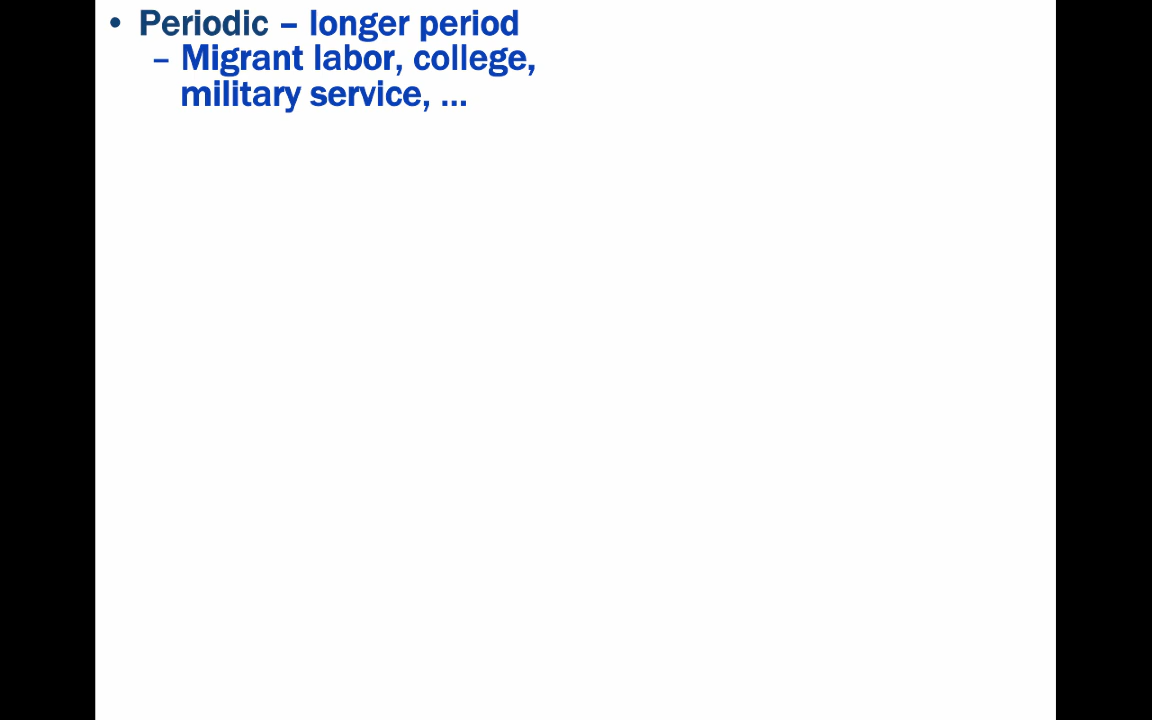 • Periodic – longer period
– Migrant labor, college,
military service, ...